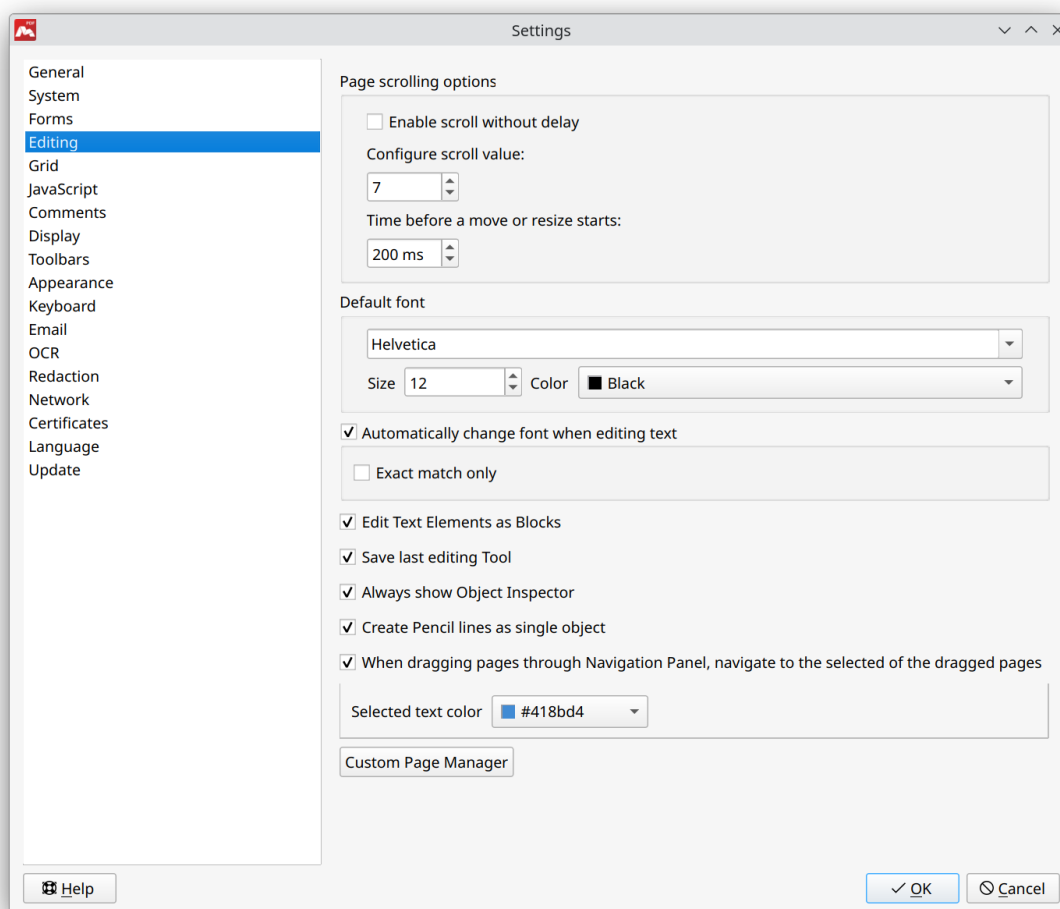 PDF
Settings
General
System
Forms
Editing
Grid
JavaScript
Comments
Display
Toolbars
Appearance
Keyboard
Email
OCR
Redaction
Network
Certificates
Language
Update
Page scrolling options
Enable scroll without delay
Configure scroll value:
7
Time before a move or resize starts:
200 ms
Default font
Helvetica
Size 12 Color Black
Automatically change font when editing text
Exact match only
Edit Text Elements as Blocks
Save last editing Tool
Always show Object Inspector
Create Pencil lines as single object
When dragging pages through Navigation Panel, navigate to the selected of the dragged pages
Selected text color #418bd4
Custom Page Manager
Help OK Cancel